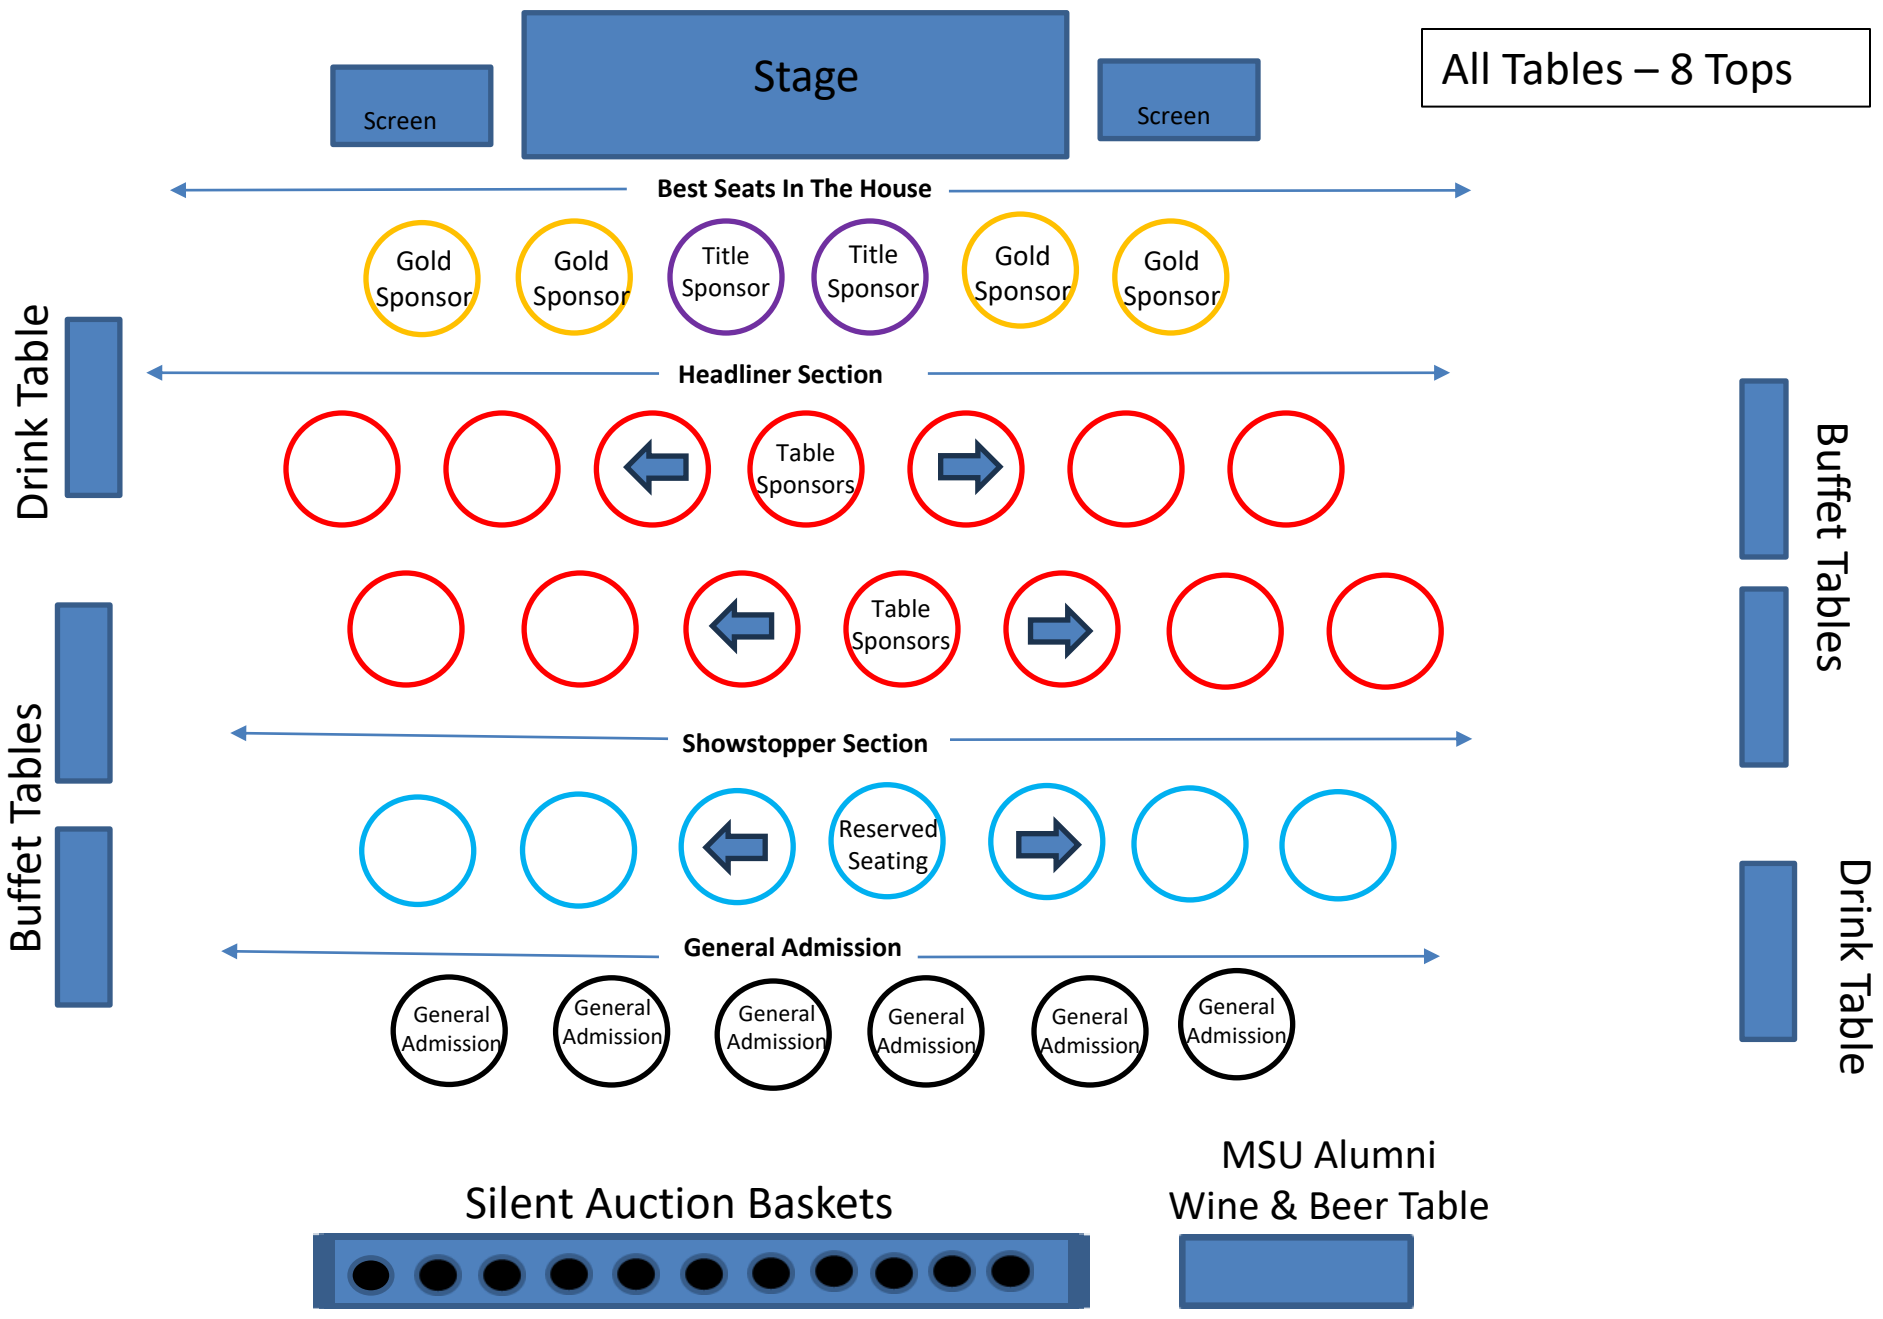 Stage
Screen
Screen
All Tables – 8 Tops
Best Seats In The House
Gold
Sponsor
Gold
Sponsor
Title
Sponsor
Title
Sponsor
Gold
Sponsor
Gold
Sponsor
Drink Table
Headliner Section
Table
Sponsors
Buffet Tables
Table
Sponsors
Buffet Tables
Showstopper Section
Reserved
Seating
Drink Table
General Admission
General
Admission
General
Admission
General
Admission
General
Admission
General
Admission
General
Admission
Silent Auction Baskets
MSU Alumni
Wine & Beer Table